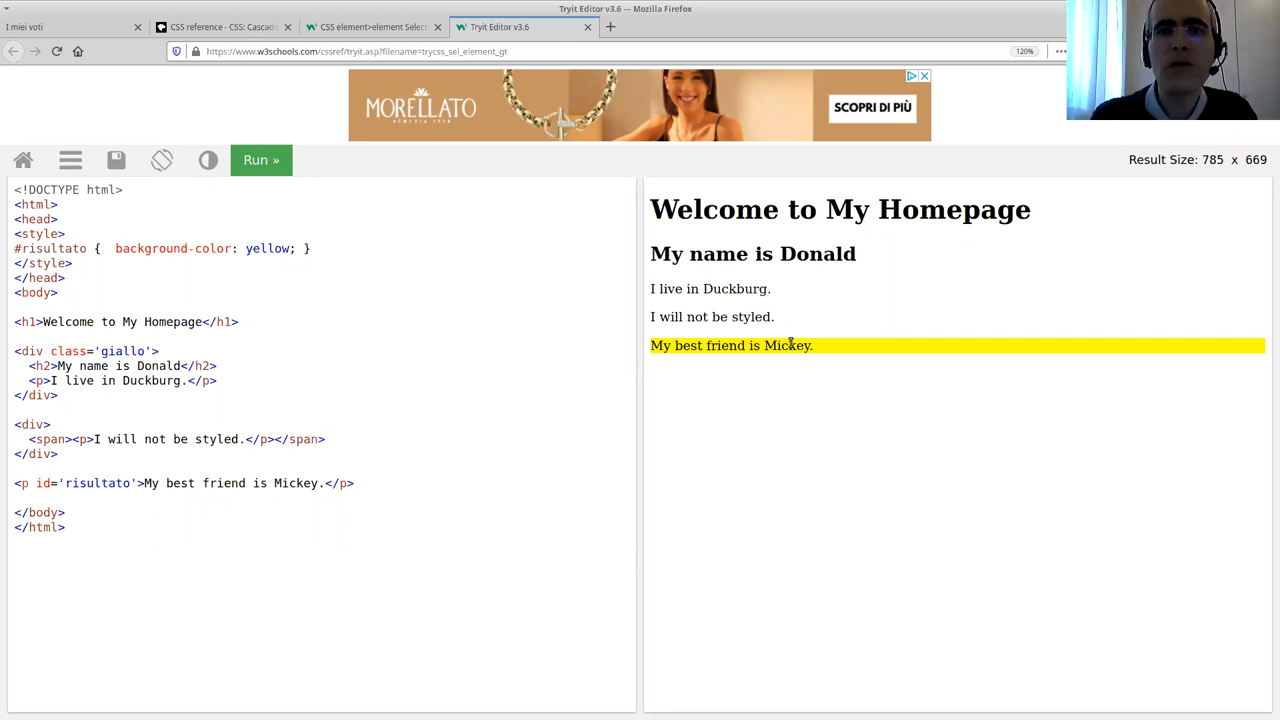 Tryit Editor v3.6 — Mozilla Firefox
I miei voti
CSS reference - CSS: Cascadi
CSS element>element Select
Tryit Editor v3.6
https://www.w3schools.com/cssref/tryit.asp?filename=trycss_sel_element_gt
120%
MORELLATO
VENEZIA 1930
SCOPRI DI PIÙ
Run »
Result Size: 785 x 669
<!DOCTYPE html>
<html>
<head>
<style>
#risultato {  background-color: yellow; }
</style>
</head>
<body>
<h1>Welcome to My Homepage</h1>
<div class='giallo'>
  <h2>My name is Donald</h2>
  <p>I live in Duckburg.</p>
</div>
<div>
  <span><p>I will not be styled.</p></span>
</div>
<p id='risultato'>My best friend is Mickey.</p>
</body>
</html>
Welcome to My Homepage
My name is Donald
I live in Duckburg.
I will not be styled.
My best friend is Mickey.